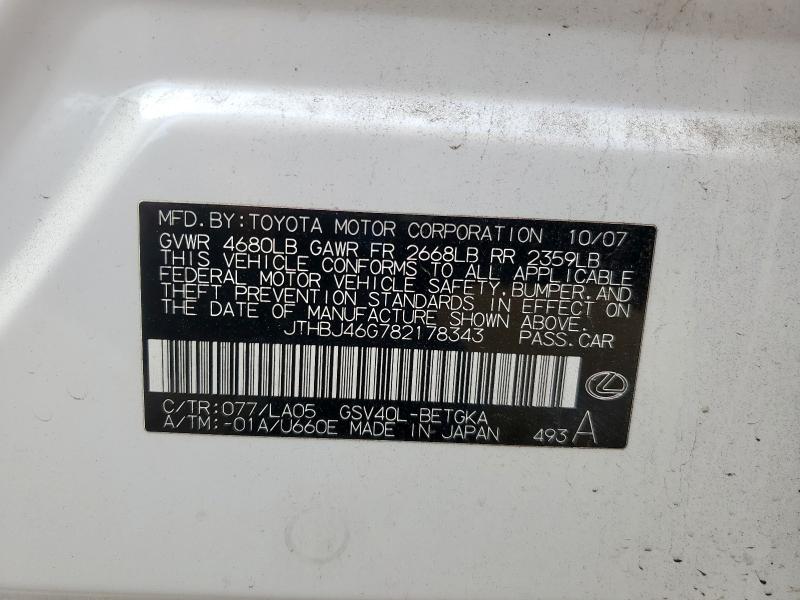 MFD.BY:TOYOTA MOTOR CORPORATION 10/07
GVWR 4680LB GAWR FR 2668LB RR 2359LB
THIS VEHICLE CONFORMS TO ALL APPLICABLE
FEDERAL MOTOR VEHICLE SAFETY,BUMPER,AND
THEFT PREVENTION STANDARDS IN EFFECT ON
THE DATE OF MANUFACTURE SHOWN ABOVE.
JTHBJ46G782178343 PASS.CAR
C/TR:077/LA05 GSV40L-BETGKA
A/TM:-01A/U660E MADE IN JAPAN 493 A